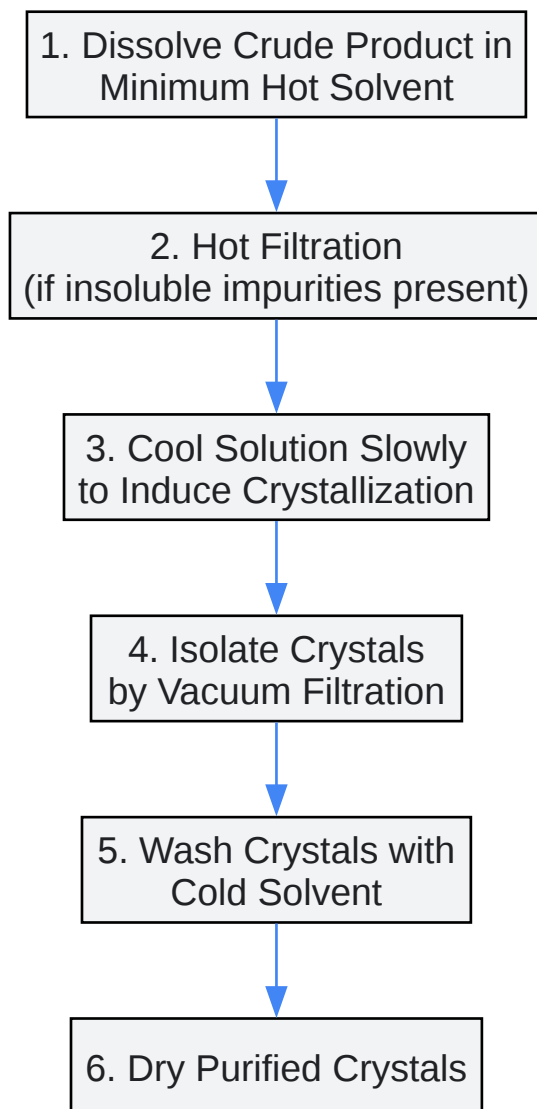 1. Dissolve Crude Product in
Minimum Hot Solvent
2. Hot Filtration
(if insoluble impurities present)
3. Cool Solution Slowly
to Induce Crystallization
4. Isolate Crystals
by Vacuum Filtration
5. Wash Crystals with
Cold Solvent
6. Dry Purified Crystals